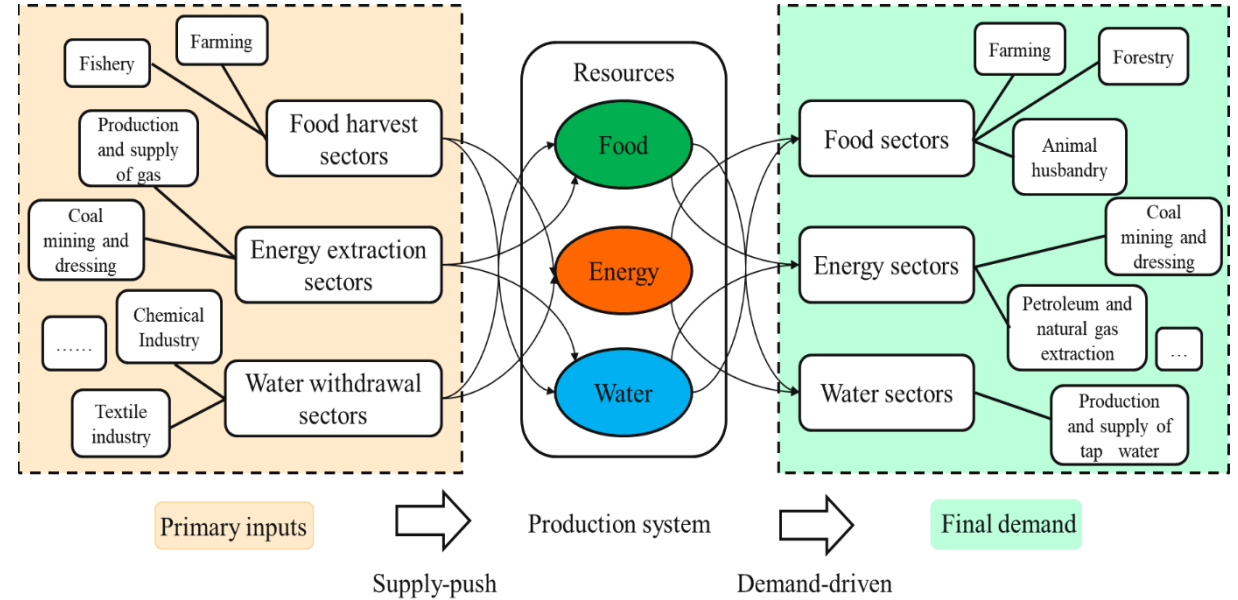 Farming
Fishery
Production
and supply
of gas
Food harvest
sectors
Coal
mining and
dressing
Energy extraction
sectors
Chemical
Industry
……
Water withdrawal
sectors
Textile
industry
Resources
Food
Energy
Water
Farming
Forestry
Food sectors
Animal
husbandry
Coal
mining and
dressing
Energy sectors
Petroleum and
natural gas
extraction
...
Water sectors
Production
and supply of
tap water
Primary inputs
Production system
Final demand
Supply-push
Demand-driven